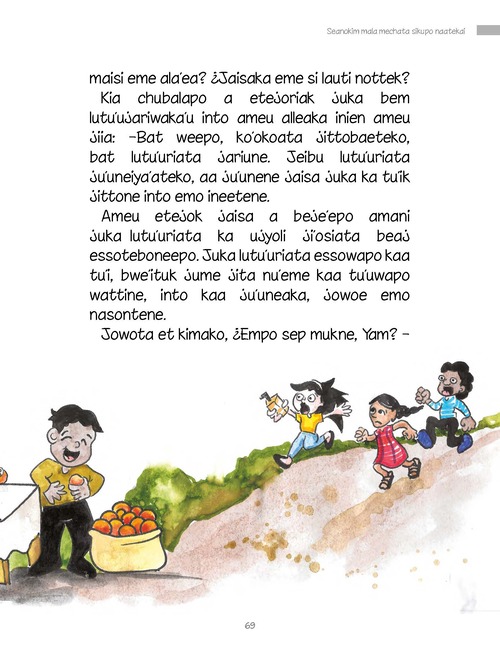 Seanokim mala mechata sikupo naatekai
maisi eme ala'ea? ¿Jaisaka eme si lauti nottek?
Kia chubalapo a etejoriak juka bem
lutu'ujariwaka'u into ameu alleaka inien ameu
jiia: –Bat weepo, ko'okoata jittobaeteko,
bat lutu'uriata jariune. Jeibu lutu'uriata
ju'uneiya'ateko, aa ju'unene jaisa juka ka tu'ik
jittone into emo ineetene.
Ameu etejok jaisa a beje'epo amani
juka lutu'uriata ka ujyoli ji'osiata beaj
essoteboneepo. Juka lutu'uriata essowapo kaa
tu'i, bwe'ituk jume jita nu'eme kaa tu'uwapo
wattine, into kaa ju'uneaka, jowoe emo
nasontene.
Jowota et kimako, ¿Empo sep mukne, Yam? –
69